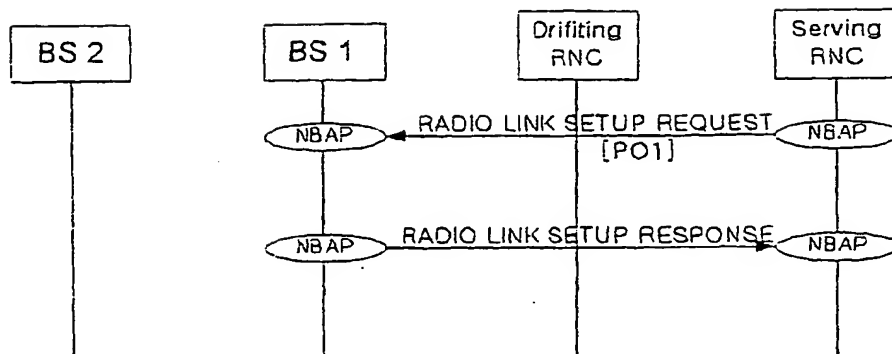 BS 2
BS 1
Drifiting
RNC
Serving
RNC
NBAP
RADIO LINK SETUP REQUEST
[PO1]
NBAP
NBAP
RADIO LINK SETUP RESPONSE
NBAP